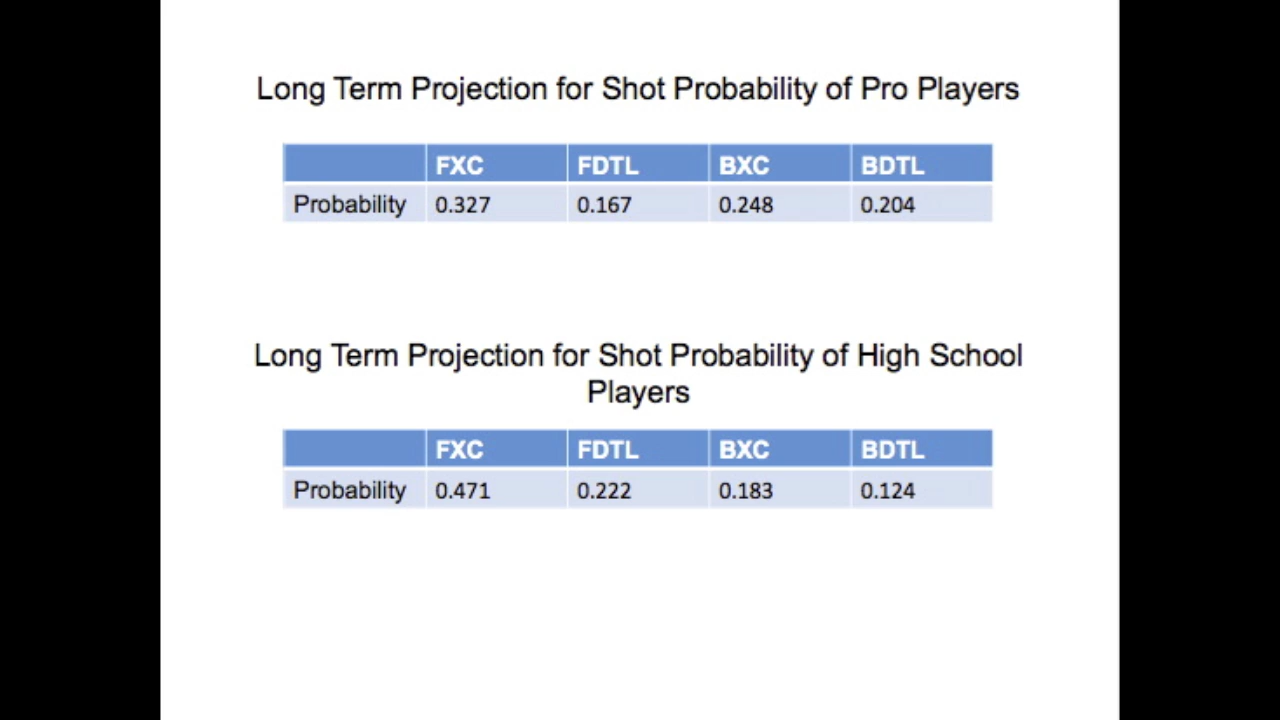 Long Term Projection for Shot Probability of Pro Players
FXC FDTL BXC BDTL
Probability 0.327 0.167 0.248 0.204
Long Term Projection for Shot Probability of High School
Players
FXC FDTL BXC BDTL
Probability 0.471 0.222 0.183 0.124